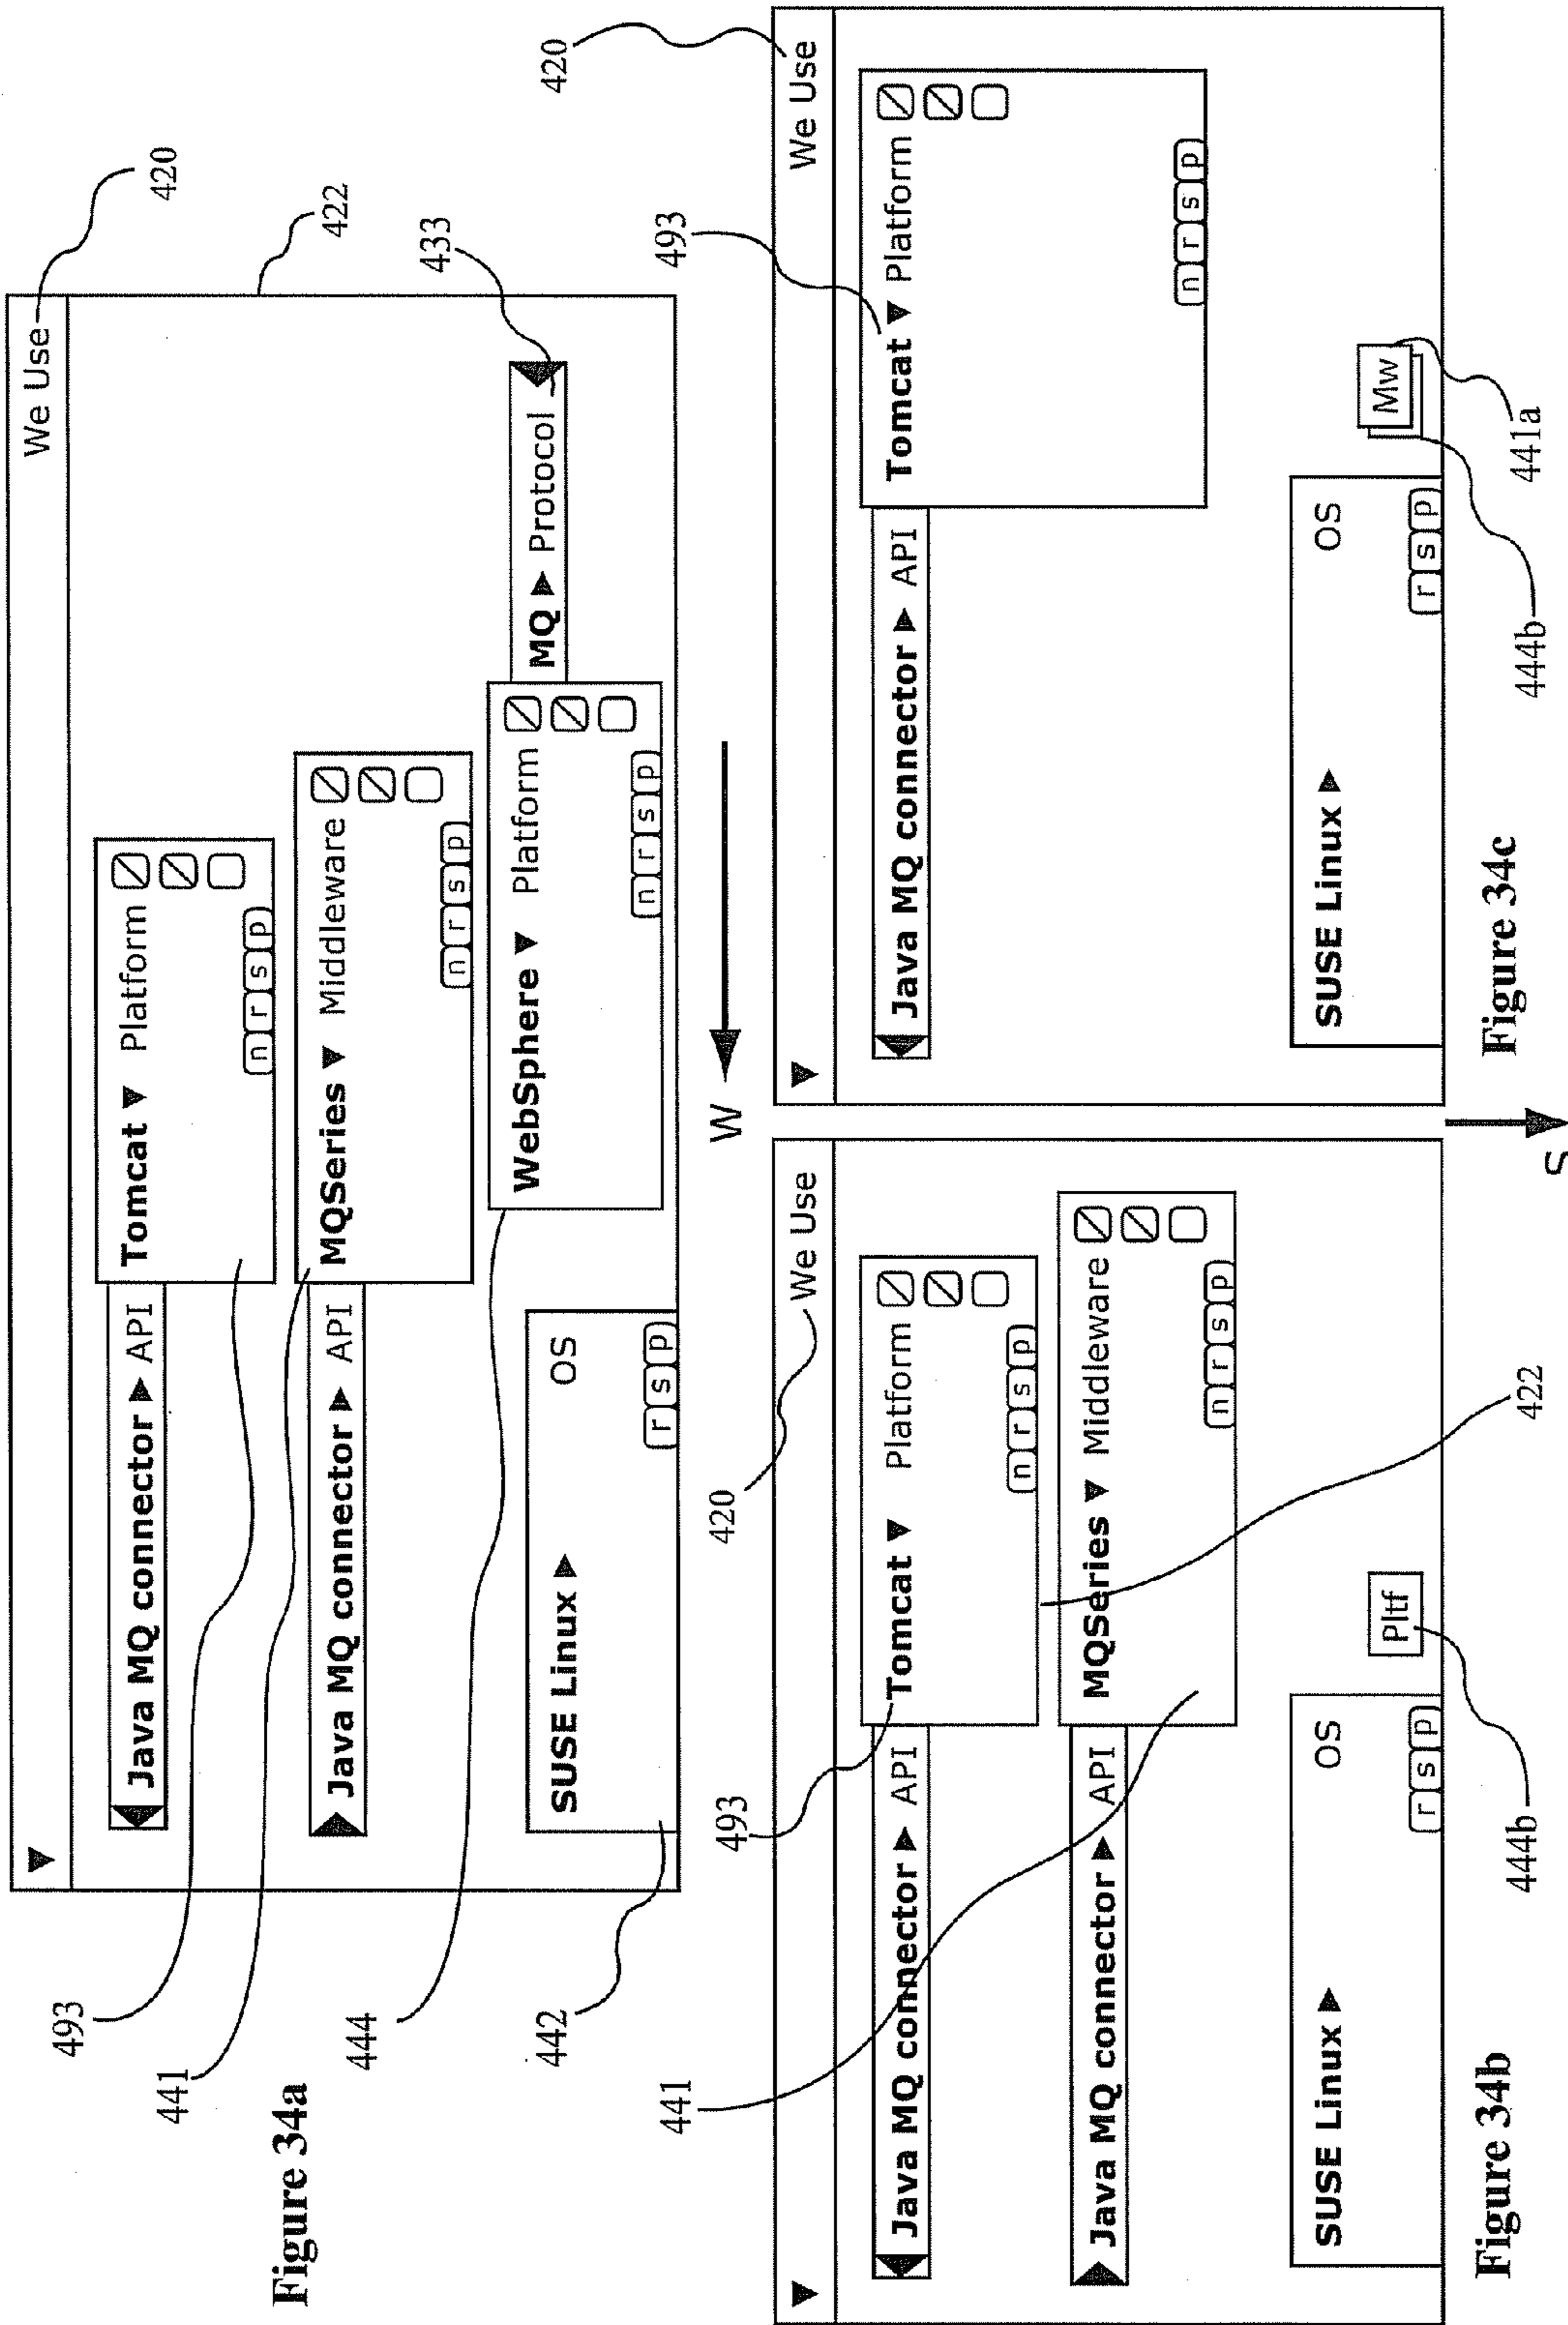 Figure 34a
We Use
420
422
Java MQ connector API
Tomcat Platform
n r s p
493
Java MQ connector API
MQSeries Middleware
n r s p
441
WebSphere Platform
n r s p
444
MQ Protocol
433
SUSE Linux OS
r s p
442
W
Figure 34b
We Use
420
Java MQ connector API
Tomcat Platform
n r s p
493
Java MQ connector API
MQSeries Middleware
n r s p
441
422
SUSE Linux OS
r s p
Pltf
444b
S
Figure 34c
We Use
420
Java MQ connector API
Tomcat Platform
n r s p
493
SUSE Linux OS
r s p
Mw
441a
444b